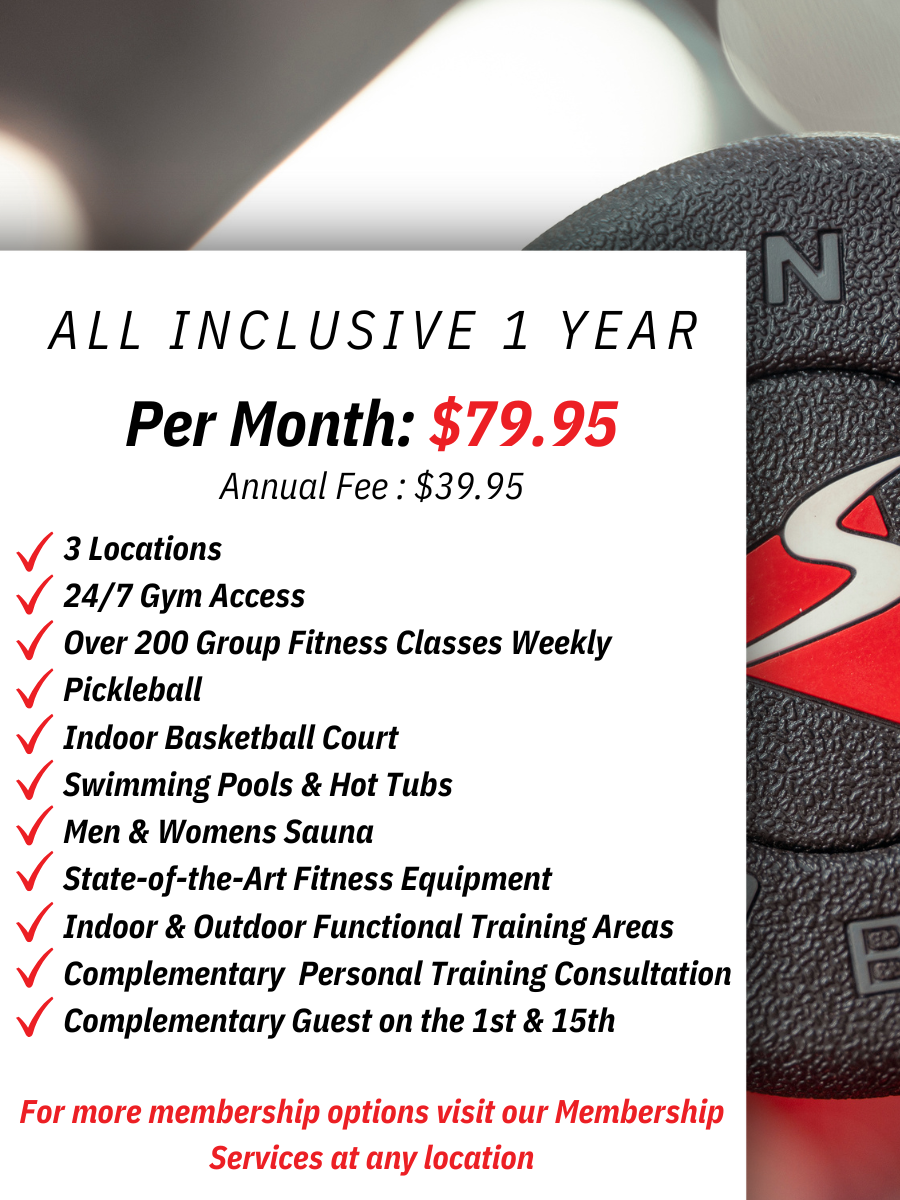 N
ALL INCLUSIVE 1 YEAR
Per Month: $79.95
Annual Fee : $39.95
3 Locations
24/7 Gym Access
Over 200 Group Fitness Classes Weekly
Pickleball
Indoor Basketball Court
Swimming Pools & Hot Tubs
Men & Womens Sauna
State-of-the-Art Fitness Equipment
Indoor & Outdoor Functional Training Areas
Complementary  Personal Training Consultation
Complementary Guest on the 1st & 15th
For more membership options visit our Membership
Services at any location